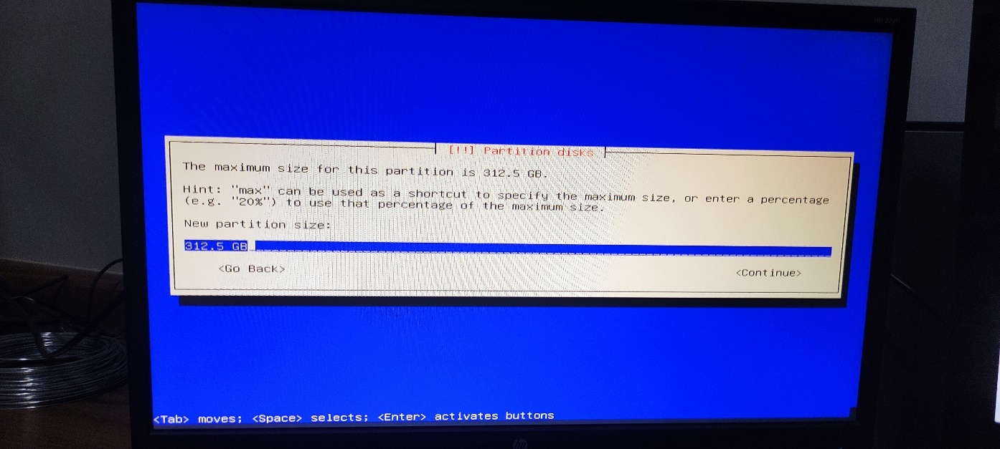 [!!] Partition disks
The maximum size for this partition is 312.5 GB.
Hint: "max" can be used as a shortcut to specify the maximum size, or enter a percentage
(e.g. "20%") to use that percentage of the maximum size.
New partition size:
312.5 GB
<Go Back> <Continue>
<Tab> moves; <Space> selects; <Enter> activates buttons
hp